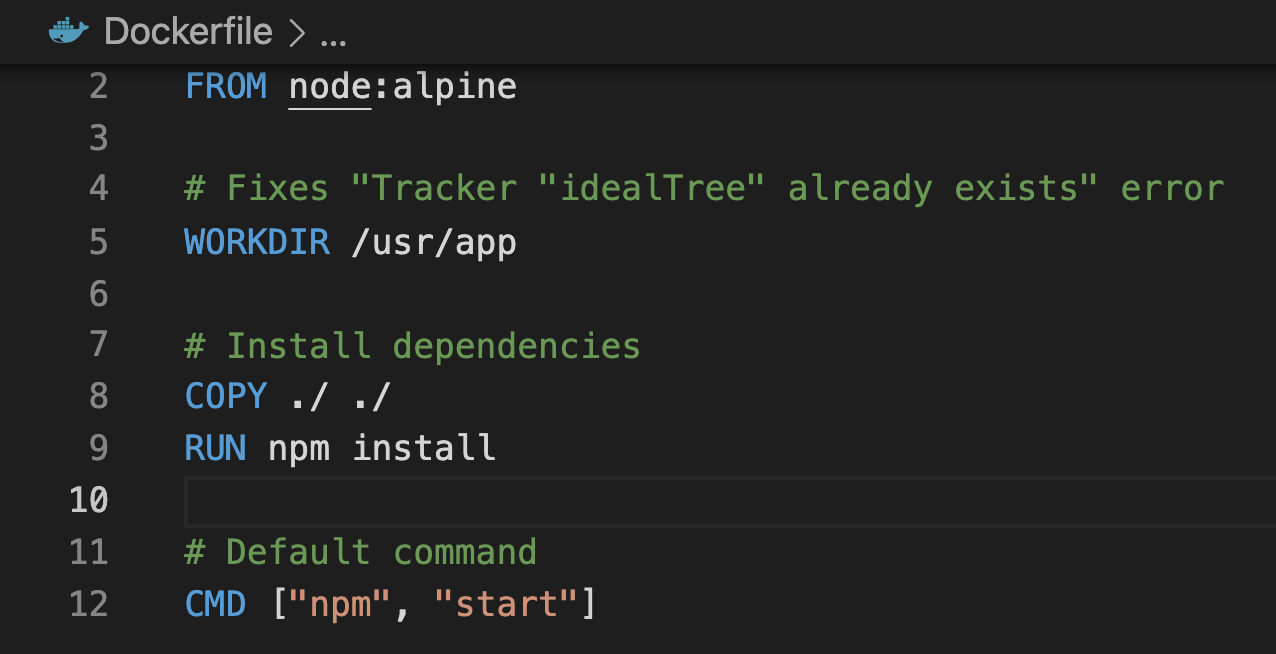 Dockerfile > ...
2 FROM node:alpine
3
4 # Fixes "Tracker "idealTree" already exists" error
5 WORKDIR /usr/app
6
7 # Install dependencies
8 COPY ./ ./
9 RUN npm install
10
11 # Default command
12 CMD ["npm", "start"]